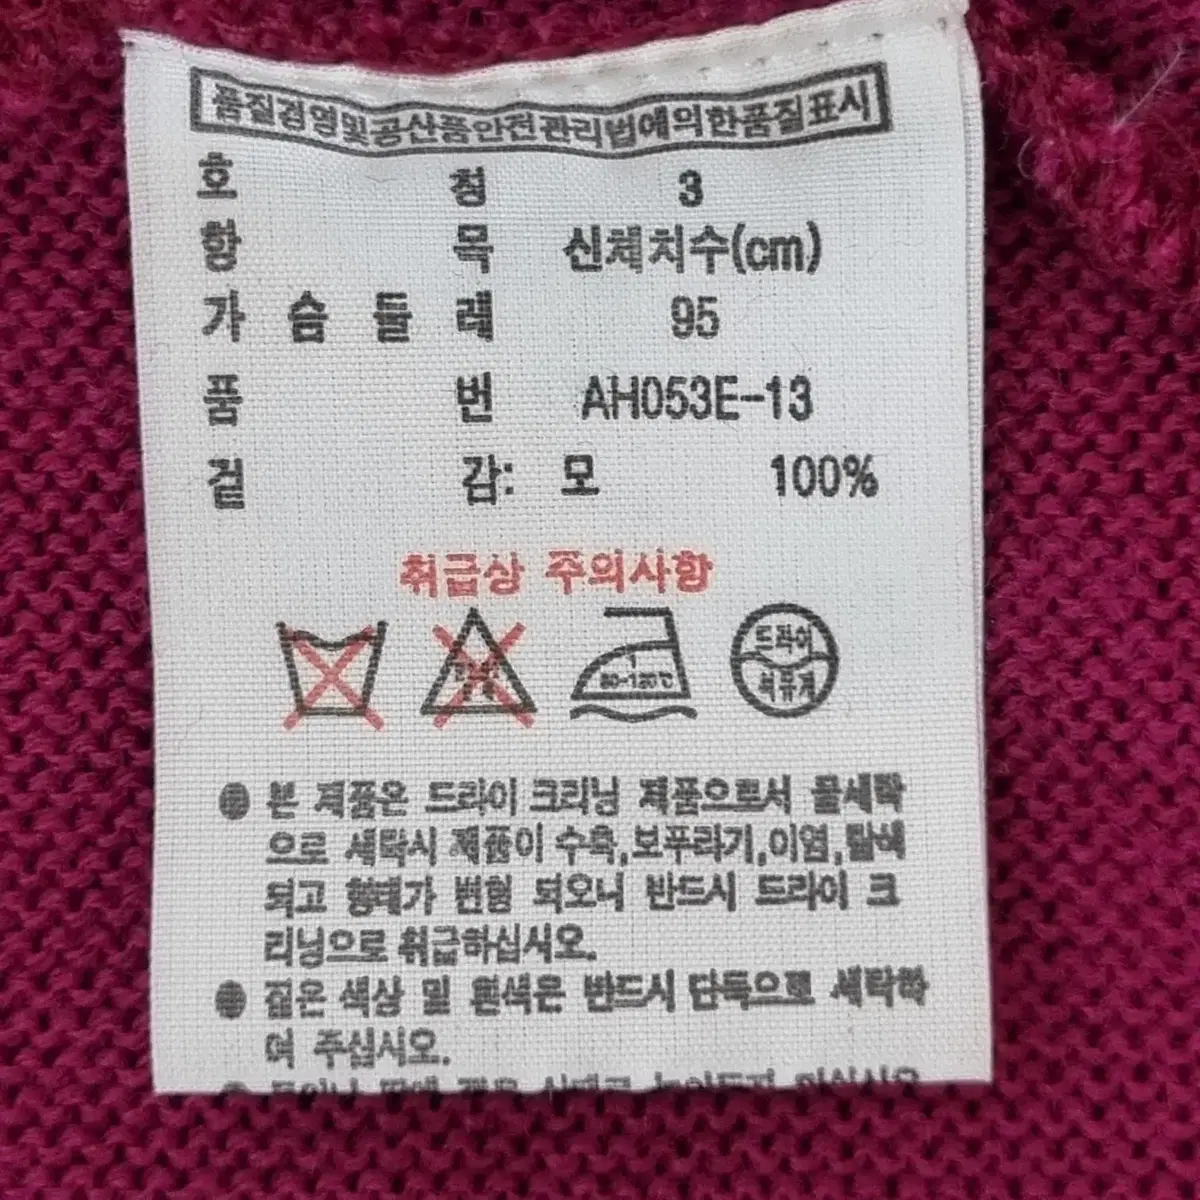 품질경영및공산품안전관리법에의한품질표시
호 칭 3
항 목 신체치수(cm)
가 슴 둘 레 95
품 번 AH053E-13
겉 감: 모 100%
취급상 주의사항
1
80-120℃
드라이
석유계
본 제품은 드라이 크리닝 제품으로서 물세탁
으로 세탁시 제품이 수축,보푸라기,이염,탈색
되고 형태가 변형 되오니 반드시 드라이 크
리닝으로 취급하십시오.
짙은 색상 및 흰색은 반드시 단독으로 세탁하
여 주십시오.